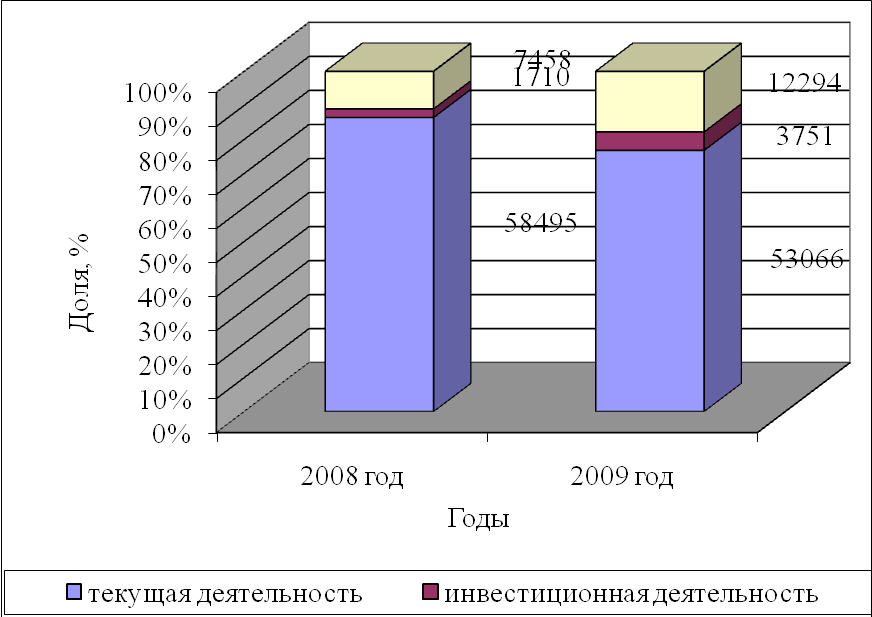 7458
1710
12294
100%
90%
3751
80%
70%
60%
58495
50%
53066
40%
30%
20%
10%
0%
Доля, %
2008 год
2009 год
Годы
текущая деятельность
инвестиционная деятельность